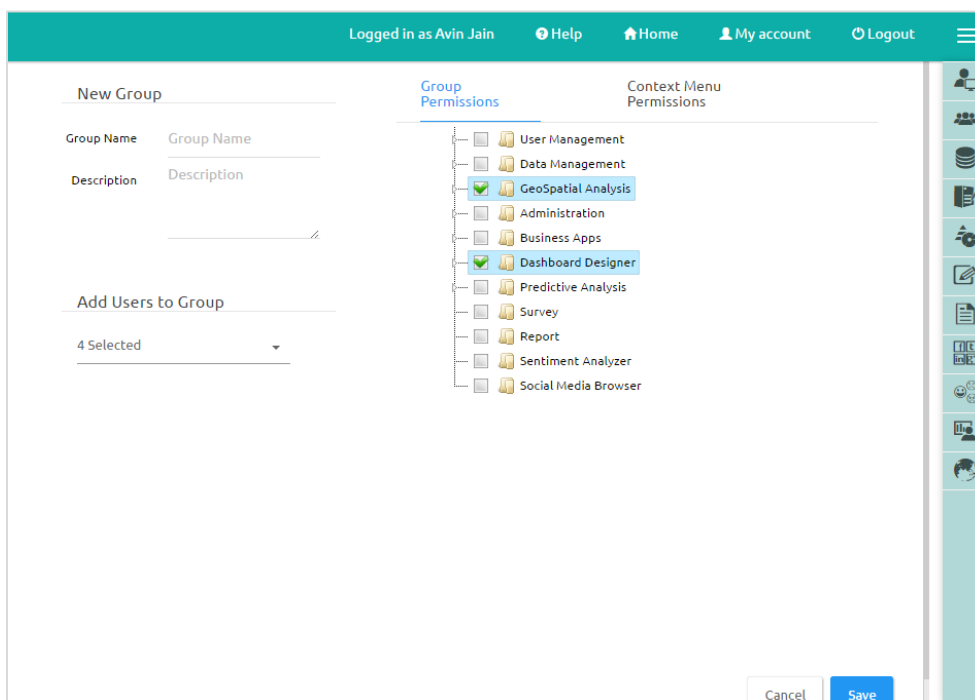 Logged in as Avin Jain Help Home My account Logout
New Group
Group Name Group Name
Description Description
Add Users to Group
4 Selected
Group Permissions
Context Menu Permissions
User Management
Data Management
GeoSpatial Analysis
Administration
Business Apps
Dashboard Designer
Predictive Analysis
Survey
Report
Sentiment Analyzer
Social Media Browser
Cancel Save